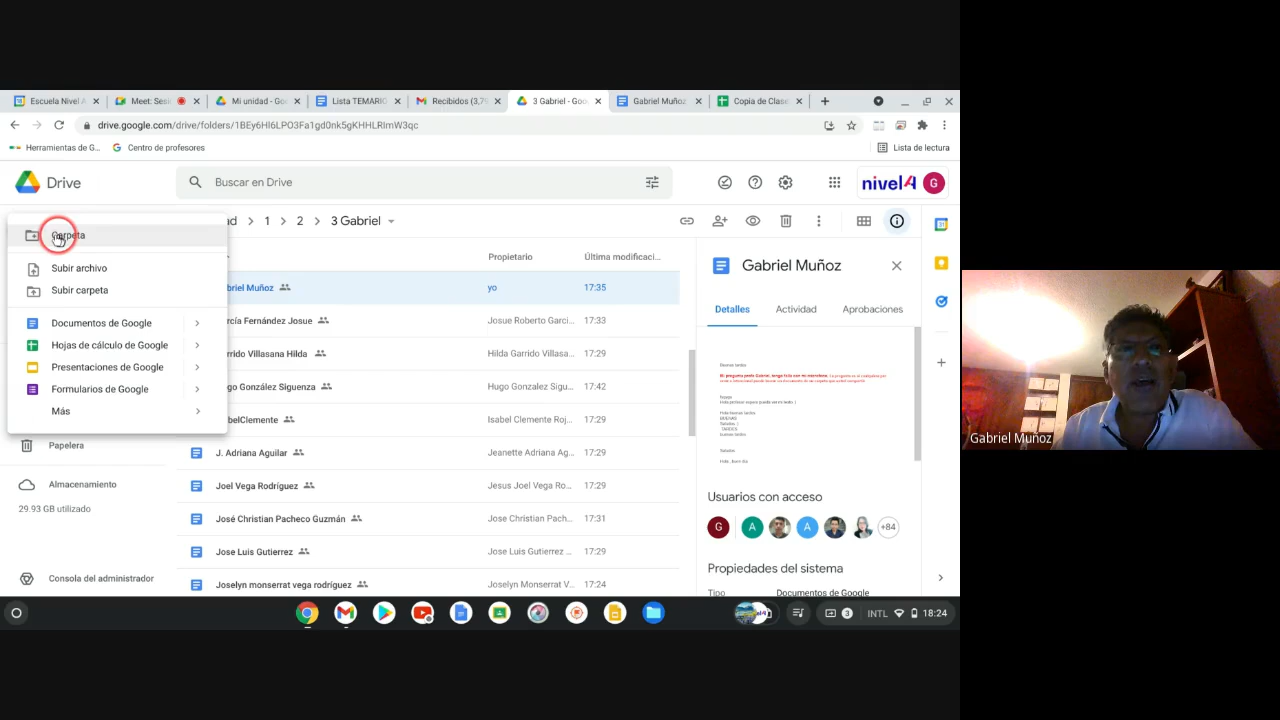 Escuela Nivel A
Meet: Sesi
Mi unidad - Goo
Lista TEMARIO
Recibidos (3,79
3 Gabriel - Goo
Gabriel Muñoz
Copia de Clase
drive.google.com/drive/folders/1BEy6Hl6LPO3Fa1gd0nk5gKHHLRlmW3qc
Herramientas de G...
Centro de profesores
Lista de lectura
Drive
Buscar en Drive
nivel4
G
ad
1
2
3 Gabriel
Carpeta
Subir archivo
Subir carpeta
Documentos de Google
Hojas de cálculo de Google
Presentaciones de Google
Formularios de Google
Más
Papelera
Almacenamiento
29.93 GB utilizado
Consola del administrador
Propietario
Última modificaci...
briel Muñoz
yo
17:35
rcía Fernández Josue
Josue Roberto Garci...
17:33
rrido Villasana Hilda
Hilda Garrido Villasa...
17:29
go González Siguenza
Hugo Gonzalez Sigu...
17:42
belClemente
Isabel Clemente Roj...
17:29
J. Adriana Aguilar
Jeanette Adriana Ag...
17:29
Joel Vega Rodríguez
Jesus Joel Vega Ro...
17:29
José Christian Pacheco Guzmán
Jose Christian Pach...
17:31
Jose Luis Gutierrez
Jose Luis Gutierrez ...
17:29
Joselyn monserrat vega rodríguez
Joselyn Monserrat V...
17:24
Gabriel Muñoz
Detalles
Actividad
Aprobaciones
Usuarios con acceso
G
A
A
+84
Propiedades del sistema
Tipo
Documentos de Google
3
INTL
18:24
Gabriel Muñoz